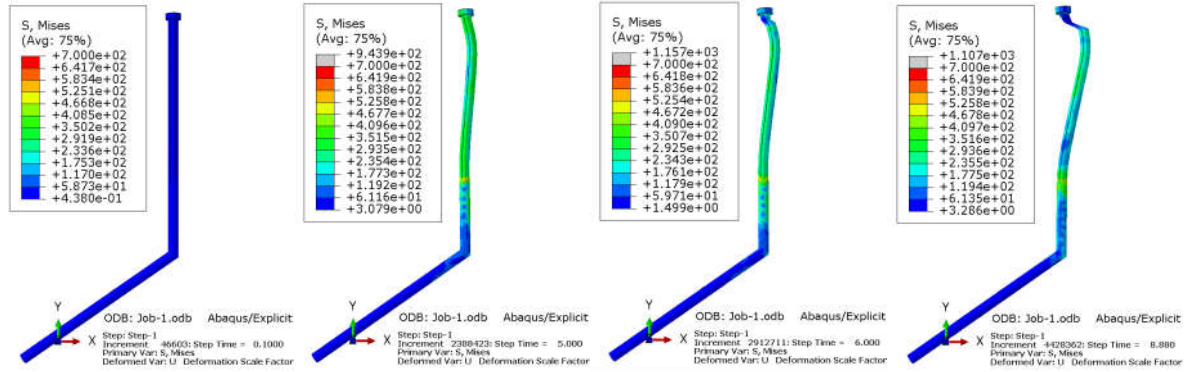 S, Mises
(Avg: 75%)
+7.000e+02
+6.417e+02
+5.834e+02
+5.251e+02
+4.668e+02
+4.085e+02
+3.502e+02
+2.919e+02
+2.336e+02
+1.753e+02
+1.170e+02
+5.873e+01
+4.380e-01
Y
X
ODB: Job-1.odb Abaqus/Explicit
Step: Step-1
Increment 46603: Step Time = 0.1000
Primary Var: S, Mises
Deformed Var: U Deformation Scale Factor
S, Mises
(Avg: 75%)
+9.439e+02
+7.000e+02
+6.419e+02
+5.838e+02
+5.258e+02
+4.677e+02
+4.096e+02
+3.515e+02
+2.935e+02
+2.354e+02
+1.773e+02
+1.192e+02
+6.116e+01
+3.079e+00
Y
X
ODB: Job-1.odb Abaqus/Explicit
Step: Step-1
Increment 2388423: Step Time = 5.000
Primary Var: S, Mises
Deformed Var: U Deformation Scale Factor
S, Mises
(Avg: 75%)
+1.157e+03
+7.000e+02
+6.418e+02
+5.836e+02
+5.254e+02
+4.672e+02
+4.090e+02
+3.507e+02
+2.925e+02
+2.343e+02
+1.761e+02
+1.179e+02
+5.971e+01
+1.499e+00
Y
X
ODB: Job-1.odb Abaqus/Explicit
Step: Step-1
Increment 2912711: Step Time = 6.000
Primary Var: S, Mises
Deformed Var: U Deformation Scale Factor
S, Mises
(Avg: 75%)
+1.107e+03
+7.000e+02
+6.419e+02
+5.839e+02
+5.258e+02
+4.678e+02
+4.097e+02
+3.516e+02
+2.936e+02
+2.355e+02
+1.775e+02
+1.194e+02
+6.135e+01
+3.286e+00
Y
X
ODB: Job-1.odb Abaqus/Explicit
Step: Step-1
Increment 4428362: Step Time = 8.880
Primary Var: S, Mises
Deformed Var: U Deformation Scale Factor